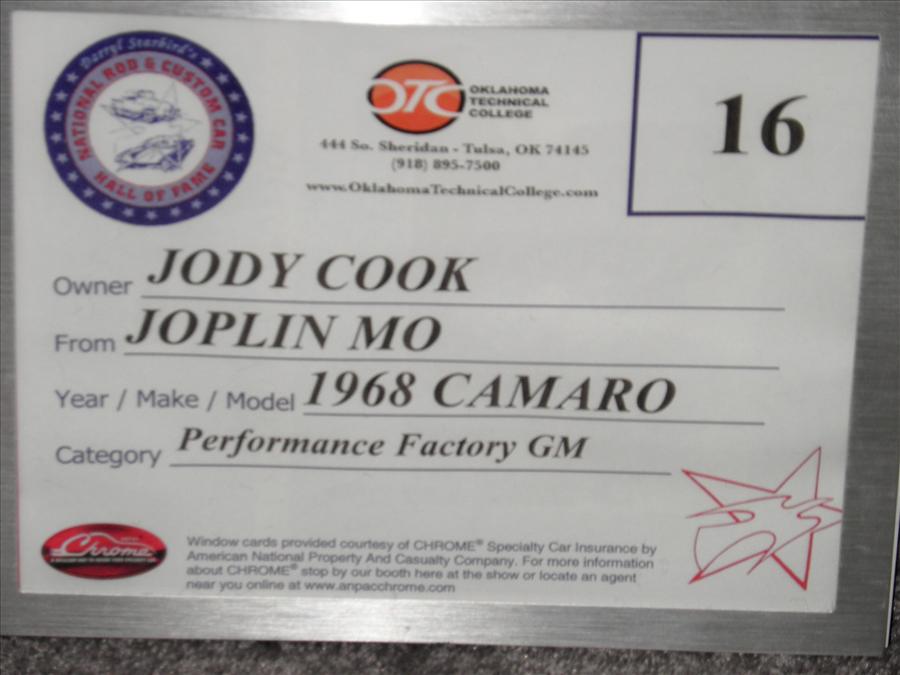 Darryl Starbird's
NATIONAL ROD & CUSTOM CAR
HALL OF FAME
OTC
OKLAHOMA
TECHNICAL
COLLEGE
444 So. Sheridan - Tulsa, OK 74145
(918) 895-7500
www.OklahomaTechnicalCollege.com
16
Owner JODY COOK
From JOPLIN MO
Year / Make / Model 1968 CAMARO
Category Performance Factory GM
Chrome
Window cards provided courtesy of CHROME® Specialty Car Insurance by
American National Property And Casualty Company. For more information
about CHROME® stop by our booth here at the show or locate an agent
near you online at www.anpacchrome.com